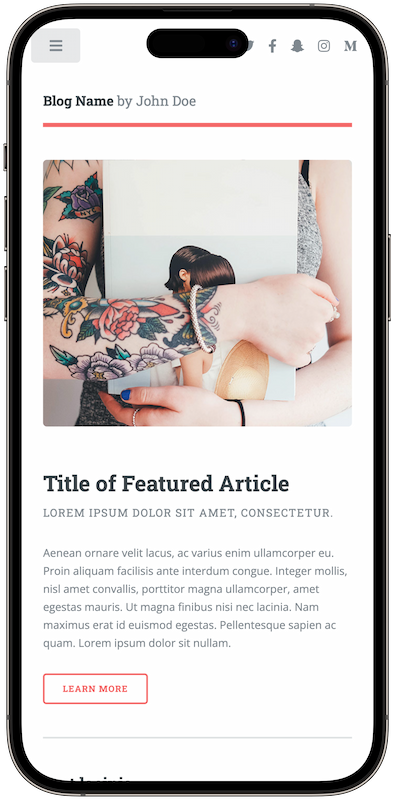 Blog Name by John Doe
Title of Featured Article
LOREM IPSUM DOLOR SIT AMET, CONSECTETUR.
Aenean ornare velit lacus, ac varius enim ullamcorper eu.
Proin aliquam facilisis ante interdum congue. Integer mollis,
nisl amet convallis, porttitor magna ullamcorper, amet
egestas mauris. Ut magna finibus nisi nec lacinia. Nam
maximus erat id euismod egestas. Pellentesque sapien ac
quam. Lorem ipsum dolor sit nullam.
LEARN MORE